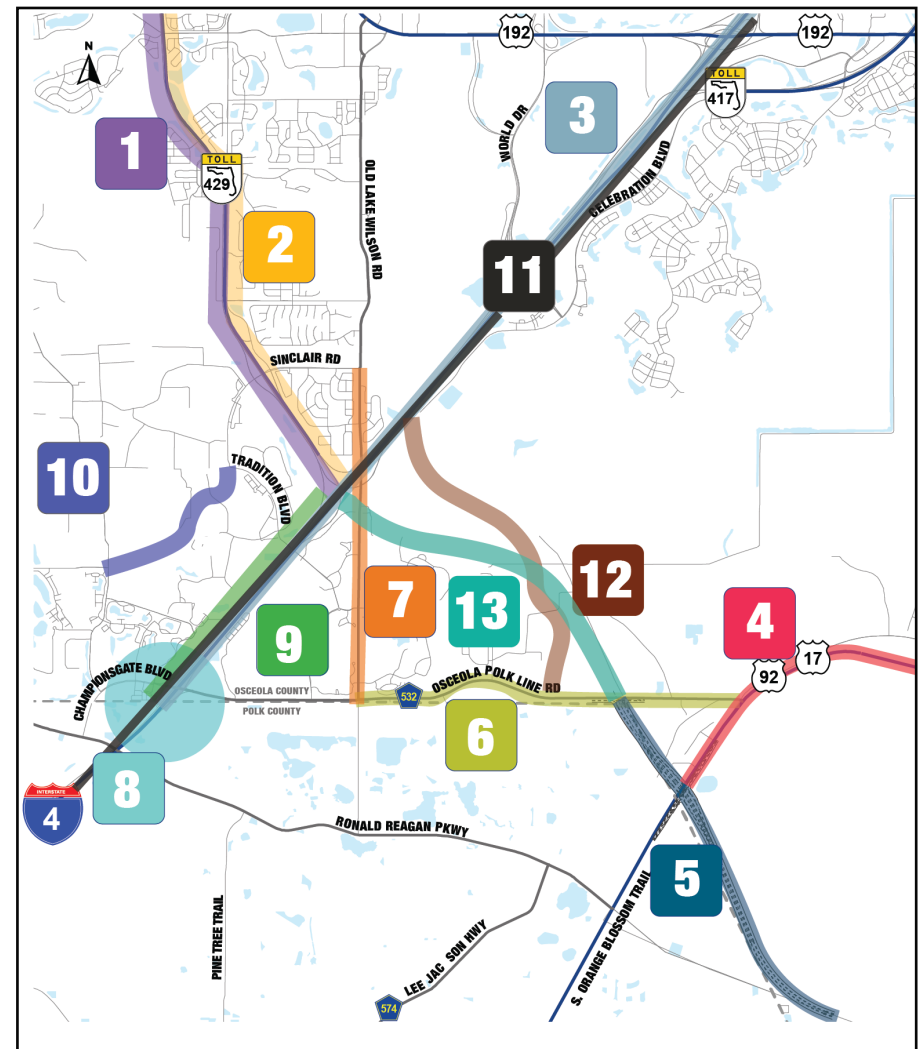 192
192
N
TOLL
417
3
1
WORLD DR
TOLL
429
OLD LAKE WILSON RD
CELEBRATION BLVD
2
11
SINCLAIR RD
10
TRADITION BLVD
12
7
13
4
9
17
92
CHAMPIONSGATE BLVD
OSCEOLA POLK LINE RD
OSCEOLA COUNTY
532
POLK COUNTY
6
8
INTERSTATE
4
RONALD REAGAN PKWY
5
PINE TREE TRAIL
S. ORANGE BLOSSOM TRAIL
LEE JAC SON HWY
574